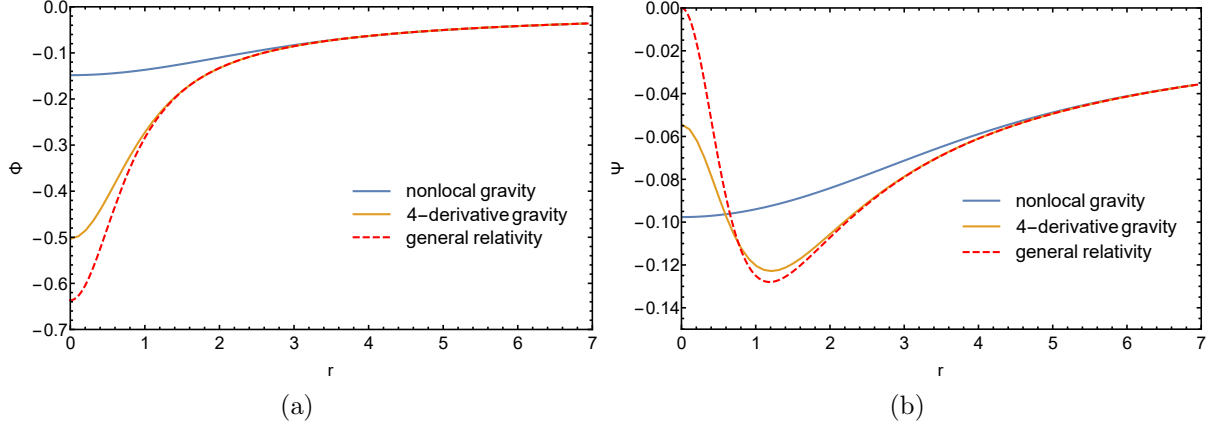 0.0
−0.1
−0.2
−0.3
−0.4
−0.5
−0.6
−0.7
Φ
0 1 2 3 4 5 6 7
r
nonlocal gravity
4−derivative gravity
general relativity
(a)
0.00
−0.02
−0.04
−0.06
−0.08
−0.10
−0.12
−0.14
Ψ
0 1 2 3 4 5 6 7
r
nonlocal gravity
4−derivative gravity
general relativity
(b)